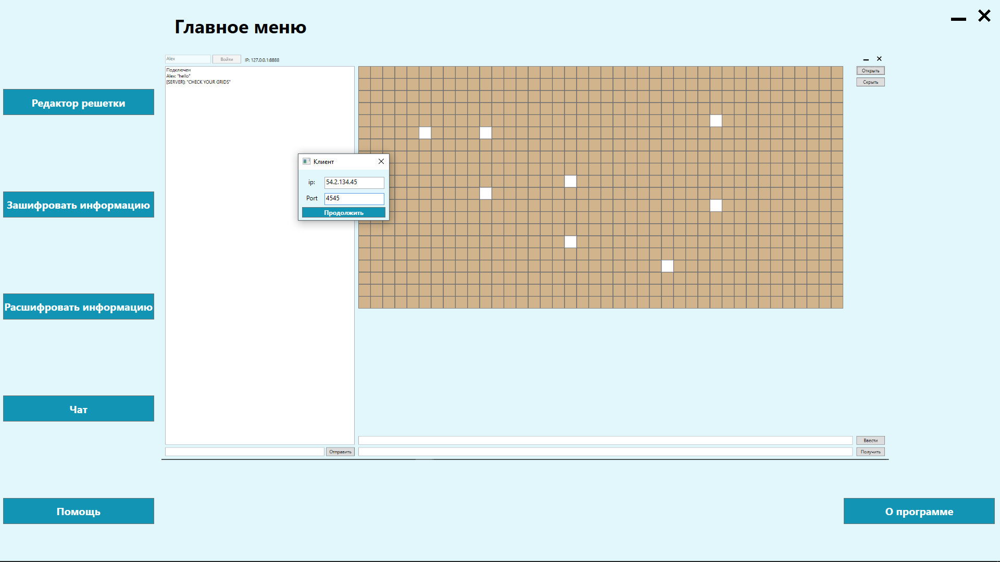 Главное меню
Alex
Войти
IP: 127.0.0.1:8888
Подключен
Alex: "hello"
[SERVER]: "CHECK YOUR GRIDS"
Открыть
Скрыть
Редактор решетки
Клиент
ip:
54.2.134.45
Port
4545
Продолжить
Зашифровать информацию
Расшифровать информацию
Чат
Ввести
Отправить
Получить
Помощь
О программе